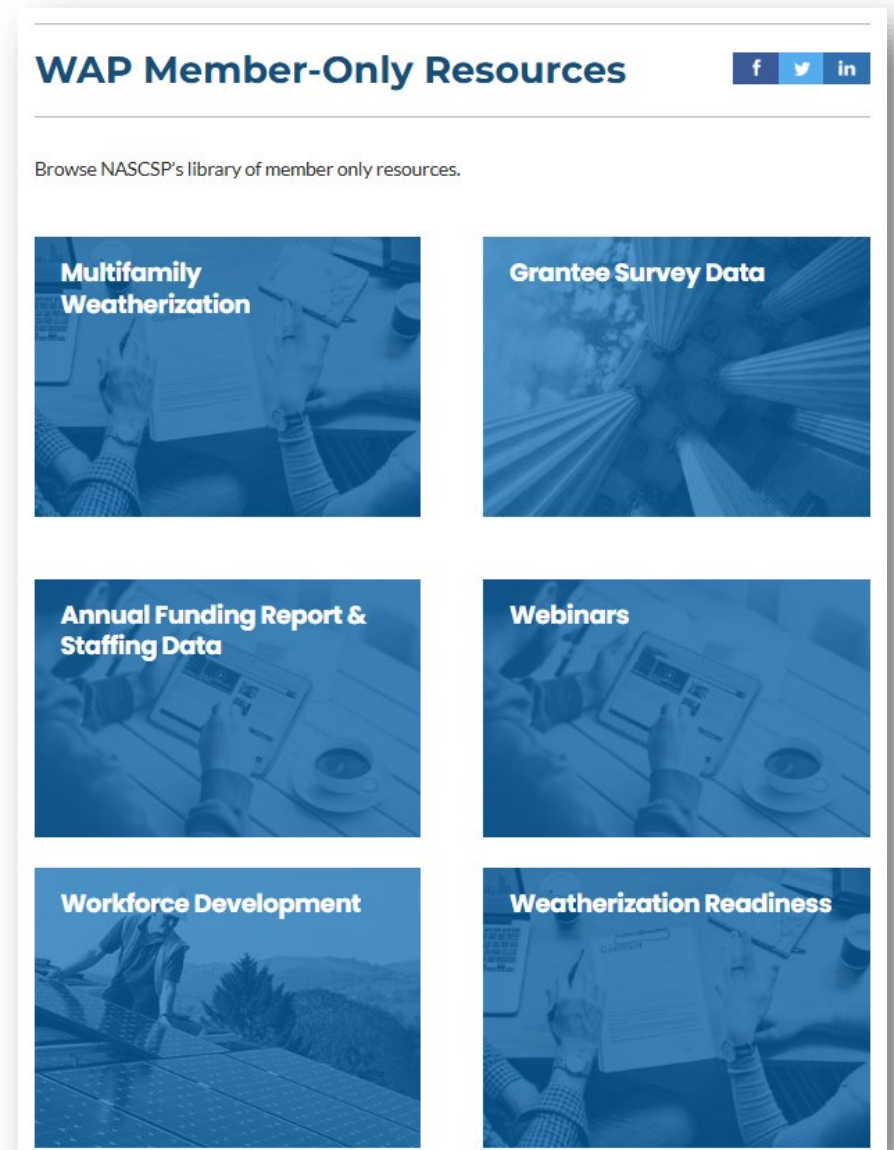 WAP Member-Only Resources
f
in
Browse NASCSP's library of member only resources.
Multifamily
Weatherization
Grantee Survey Data
Annual Funding Report &
Staffing Data
Webinars
Workforce Development
Weatherization Readiness
Contract